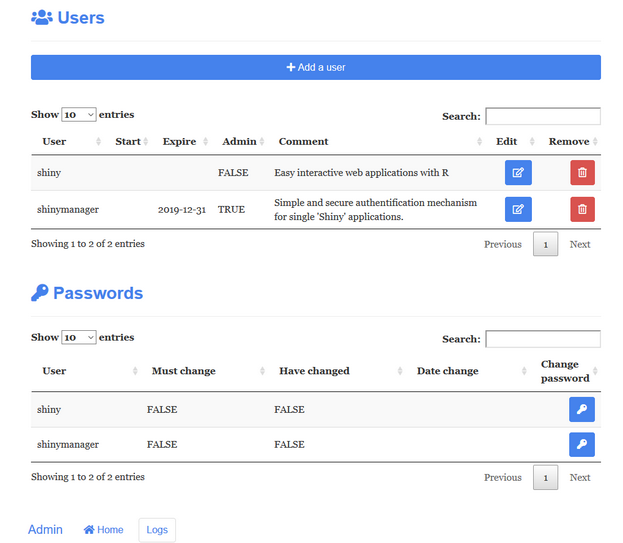 Users
Add a user
Show 10 entries Search:
User Start Expire Admin Comment Edit Remove
shiny FALSE Easy interactive web applications with R
shinymanager 2019-12-31 TRUE Simple and secure authentification mechanism
for single 'Shiny' applications.
Showing 1 to 2 of 2 entries Previous 1 Next
Passwords
Show 10 entries Search:
User Must change Have changed Date change Change
password
shiny FALSE FALSE
shinymanager FALSE FALSE
Showing 1 to 2 of 2 entries Previous 1 Next
Admin Home Logs